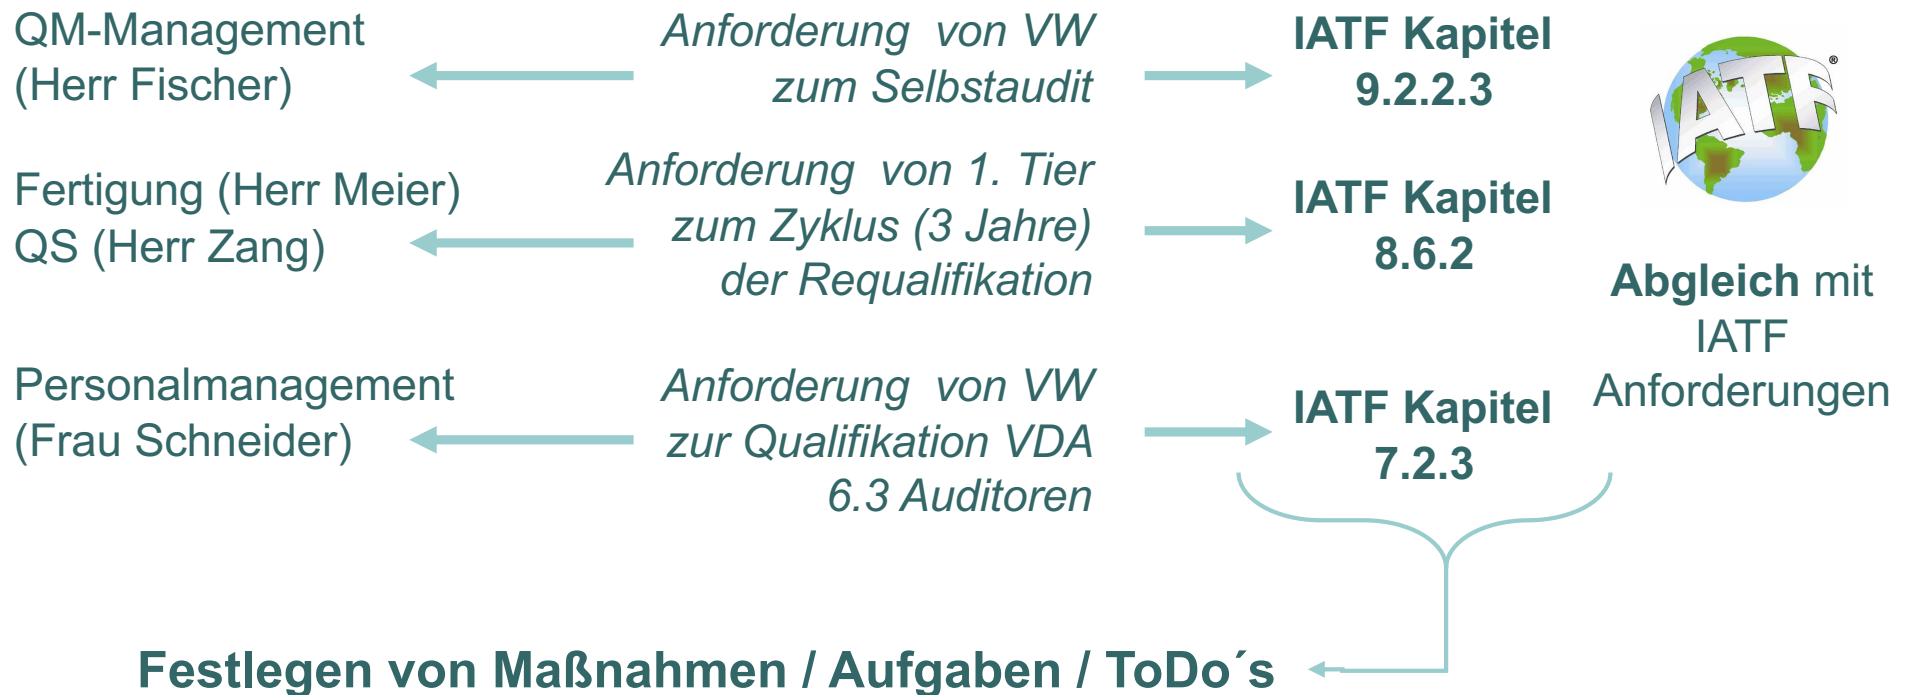 QM-Management
(Herr Fischer)
Anforderung von VW
zum Selbstaudit
IATF Kapitel
9.2.2.3
IATF®
Fertigung (Herr Meier)
QS (Herr Zang)
Anforderung von 1. Tier
zum Zyklus (3 Jahre)
der Requalifikation
IATF Kapitel
8.6.2
Abgleich mit
IATF
Anforderungen
Personalmanagement
(Frau Schneider)
Anforderung von VW
zur Qualifikation VDA
6.3 Auditoren
IATF Kapitel
7.2.3
Festlegen von Maßnahmen / Aufgaben / ToDo´s